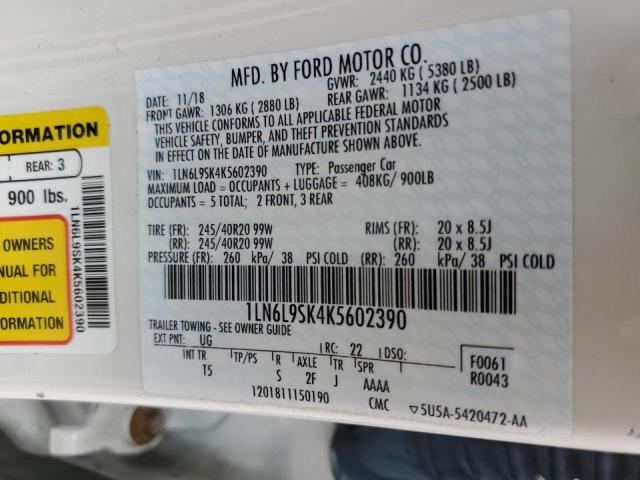 MFD. BY FORD MOTOR CO.
DATE: 11/18 GVWR: 2440 KG ( 5380 LB)
FRONT GAWR: 1306 KG ( 2880 LB) REAR GAWR: 1134 KG ( 2500 LB)
THIS VEHICLE CONFORMS TO ALL APPLICABLE FEDERAL MOTOR
VEHICLE SAFETY, BUMPER, AND THEFT PREVENTION STANDARDS
IN EFFECT ON THE DATE OF MANUFACTURE SHOWN ABOVE.
VIN: 1LN6L9SK4K5602390 TYPE: Passenger Car
MAXIMUM LOAD = OCCUPANTS + LUGGAGE = 408KG/ 900LB
OCCUPANTS = 5 TOTAL; 2 FRONT, 3 REAR
TIRE (FR): 245/40R20 99W RIMS (FR): 20 x 8.5J
(RR): 245/40R20 99W (RR): 20 x 8.5J
PRESSURE (FR): 260 kPa/ 38 PSI COLD (RR): 260 kPa/ 38 PSI COLD
1LN6L9SK4K5602390
TRAILER TOWING - SEE OWNER GUIDE
EXT PNT: UG RC: 22 DSO: F0061
INT TR TP/PS R AXLE TR SPR R0043
T5 S 2F J AAAA
1201811150190 CMC 5U5A-5420472-AA
FORMATION
REAR: 3
900 lbs.
OWNERS
NUAL FOR
DITIONAL
FORMATION
1LN6L9SK4K5602390